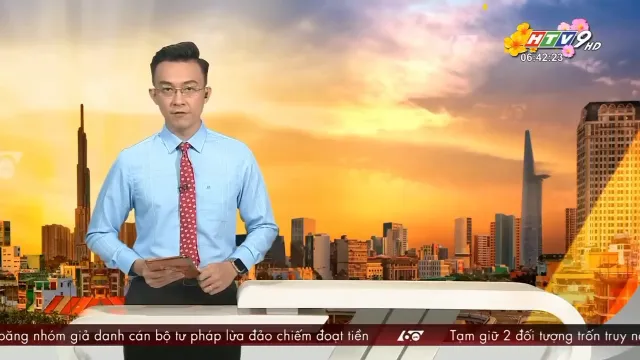 HTV9 HD
06:42:23
băng nhóm giả danh cán bộ tư pháp lừa đảo chiếm đoạt tiền 60 Tạm giữ 2 đối tượng trốn truy n